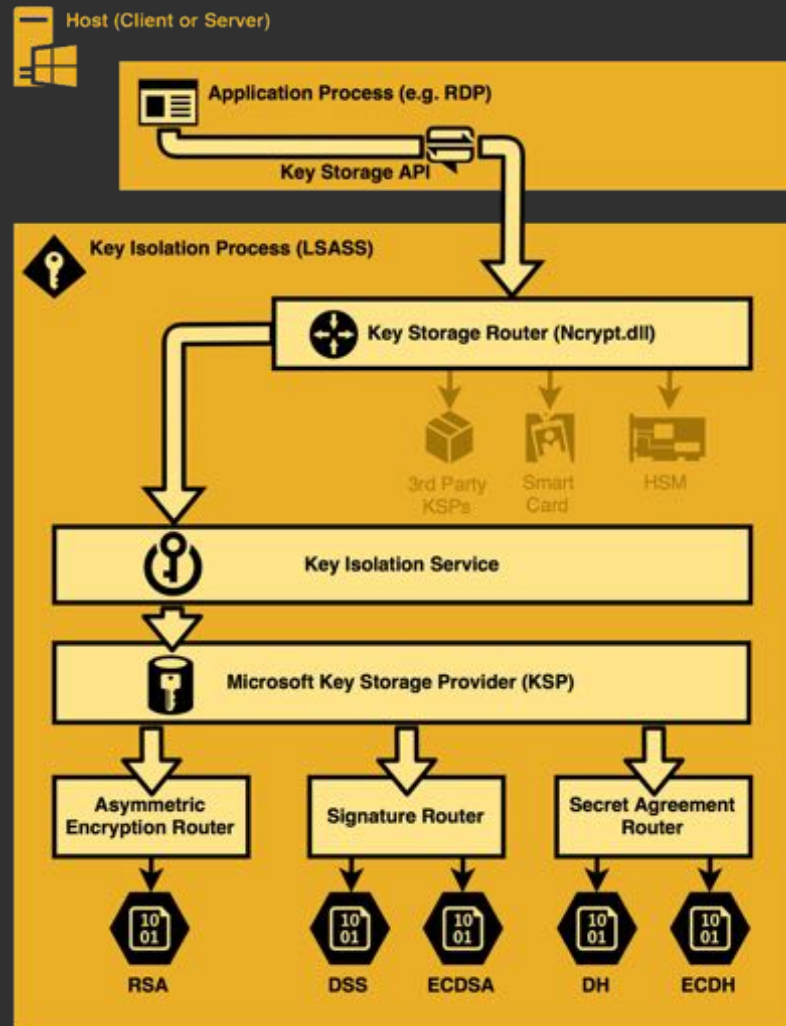 Host (Client or Server)
Application Process (e.g. RDP)
Key Storage API
Key Isolation Process (LSASS)
Key Storage Router (Ncrypt.dll)
3rd Party
KSPs
Smart
Card
HSM
Key Isolation Service
Microsoft Key Storage Provider (KSP)
Asymmetric
Encryption Router
Signature Router
Secret Agreement
Router
10
01
10
01
10
01
10
01
10
01
RSA
DSS
ECDSA
DH
ECDH